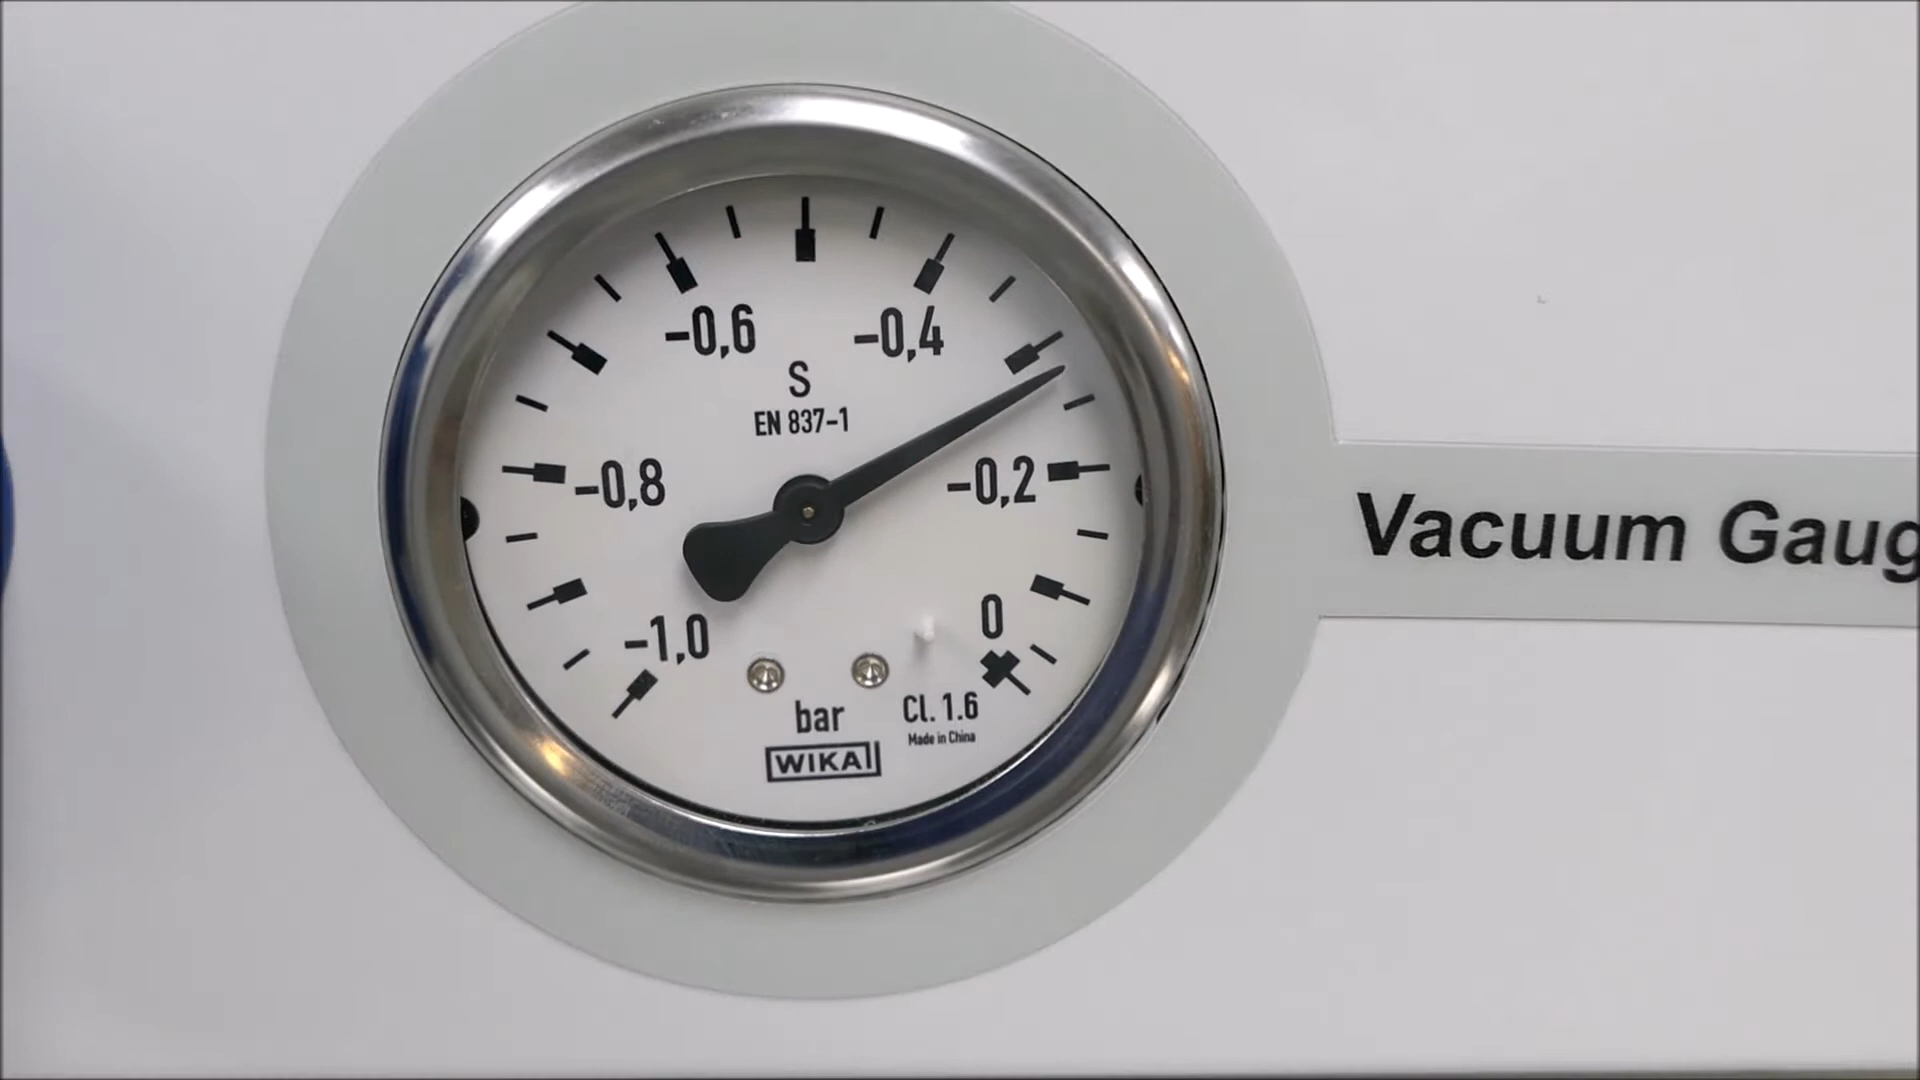 -0,6
-0,4
S
EN 837-1
-0,8
-0,2
-1,0
0
bar
Cl. 1.6
Made in China
WIKA
Vacuum Gaug